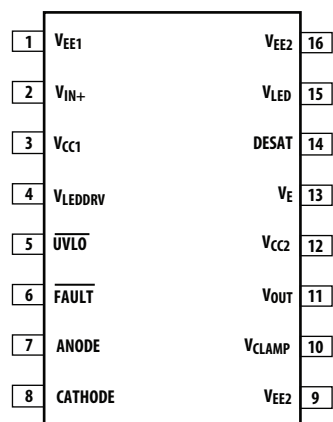 1 VEE1 VEE2 16
2 VIN+ VLED 15
3 VCC1 DESAT 14
4 VLEDDRV VE 13
5 UVLO VCC2 12
6 FAULT VOUT 11
7 ANODE VCLAMP 10
8 CATHODE VEE2 9